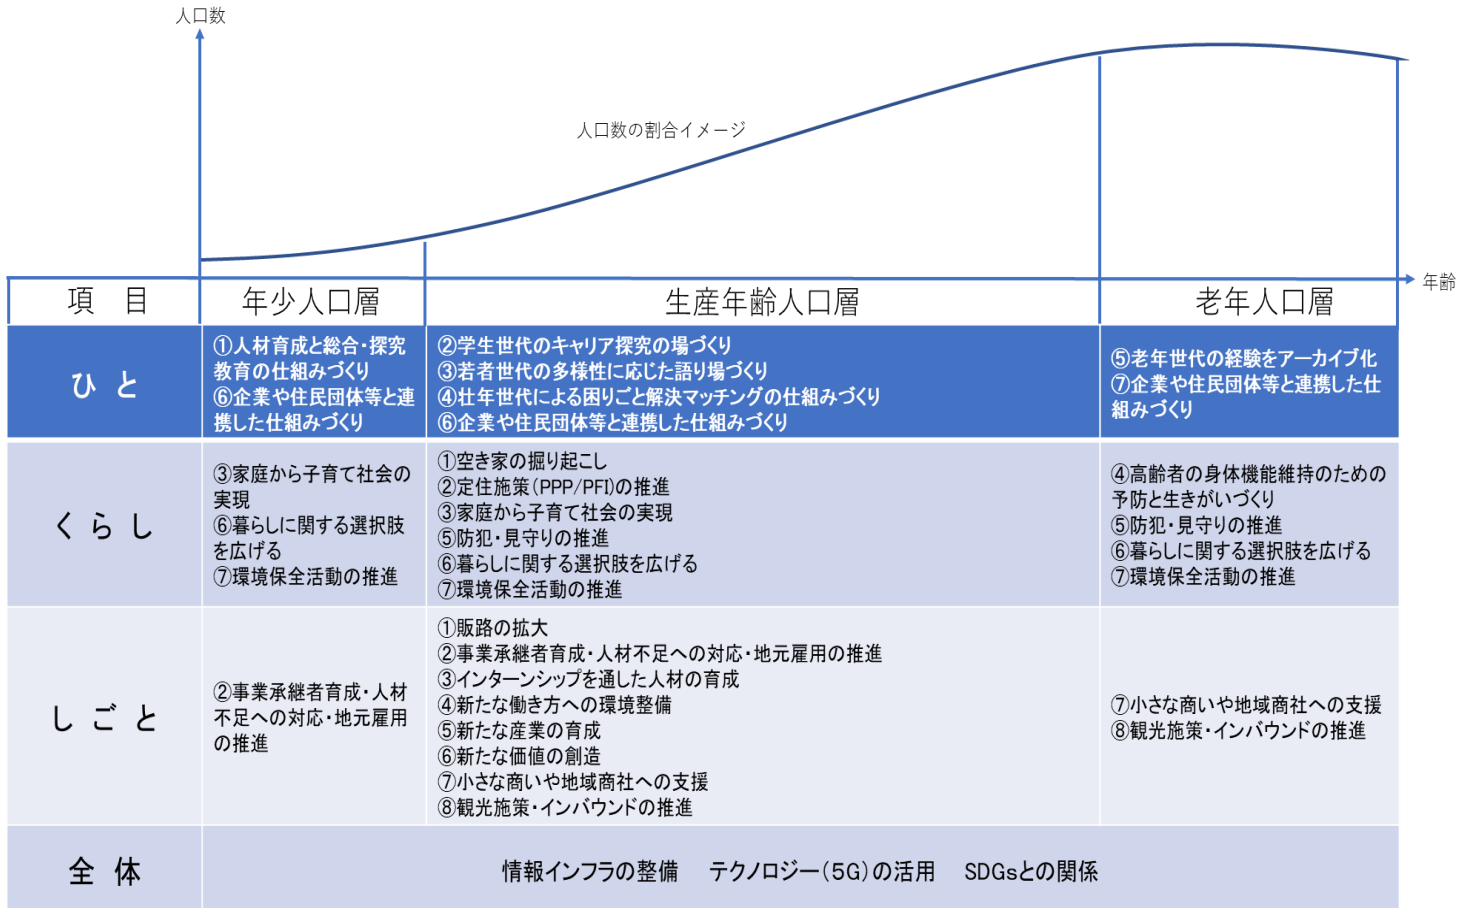 人口数
人口数の割合イメージ
年齢
項　目
年少人口層
生産年齢人口層
老年人口層
ひ と
①人材育成と総合・探究
教育の仕組みづくり
⑥企業や住民団体等と連
携した仕組みづくり
②学生世代のキャリア探究の場づくり
③若者世代の多様性に応じた語り場づくり
④壮年世代による困りごと解決マッチングの仕組みづくり
⑥企業や住民団体等と連携した仕組みづくり
⑤老年世代の経験をアーカイブ化
⑦企業や住民団体等と連携した仕
組みづくり
く ら し
③家庭から子育て社会の
実現
⑥暮らしに関する選択肢
を広げる
⑦環境保全活動の推進
①空き家の掘り起こし
②定住施策(PPP/PFI)の推進
③家庭から子育て社会の実現
⑤防犯・見守りの推進
⑥暮らしに関する選択肢を広げる
⑦環境保全活動の推進
④高齢者の身体機能維持のための
予防と生きがいづくり
⑤防犯・見守りの推進
⑥暮らしに関する選択肢を広げる
⑦環境保全活動の推進
し ご と
②事業承継者育成・人材
不足への対応・地元雇用
の推進
①販路の拡大
②事業承継者育成・人材不足への対応・地元雇用の推進
③インターンシップを通した人材の育成
④新たな働き方への環境整備
⑤新たな産業の育成
⑥新たな価値の創造
⑦小さな商いや地域商社への支援
⑧観光施策・インバウンドの推進
⑦小さな商いや地域商社への支援
⑧観光施策・インバウンドの推進
全 体
情報インフラの整備　テクノロジー(5G)の活用　SDGsとの関係